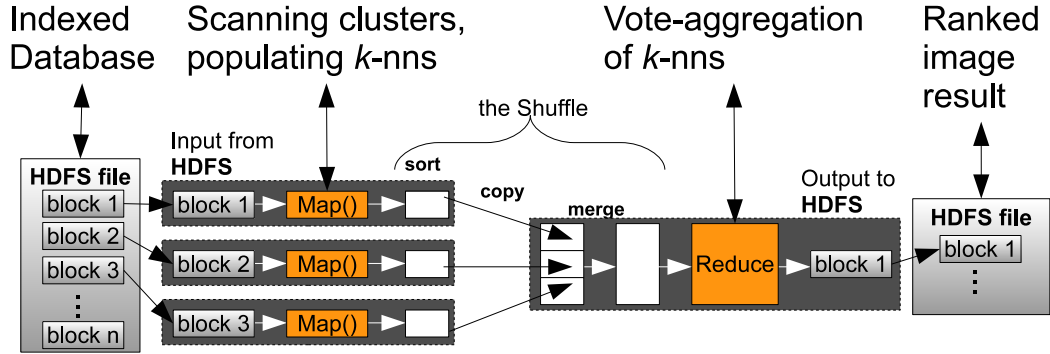 Indexed
Database
Scanning clusters,
populating k-nns
Vote-aggregation
of k-nns
Ranked
image
result
the Shuffle
Input from
HDFS
sort
copy
merge
Output to
HDFS
HDFS file
block 1
block 2
block 3
block n
block 1
Map()
block 2
Map()
block 3
Map()
Reduce
block 1
HDFS file
block 1